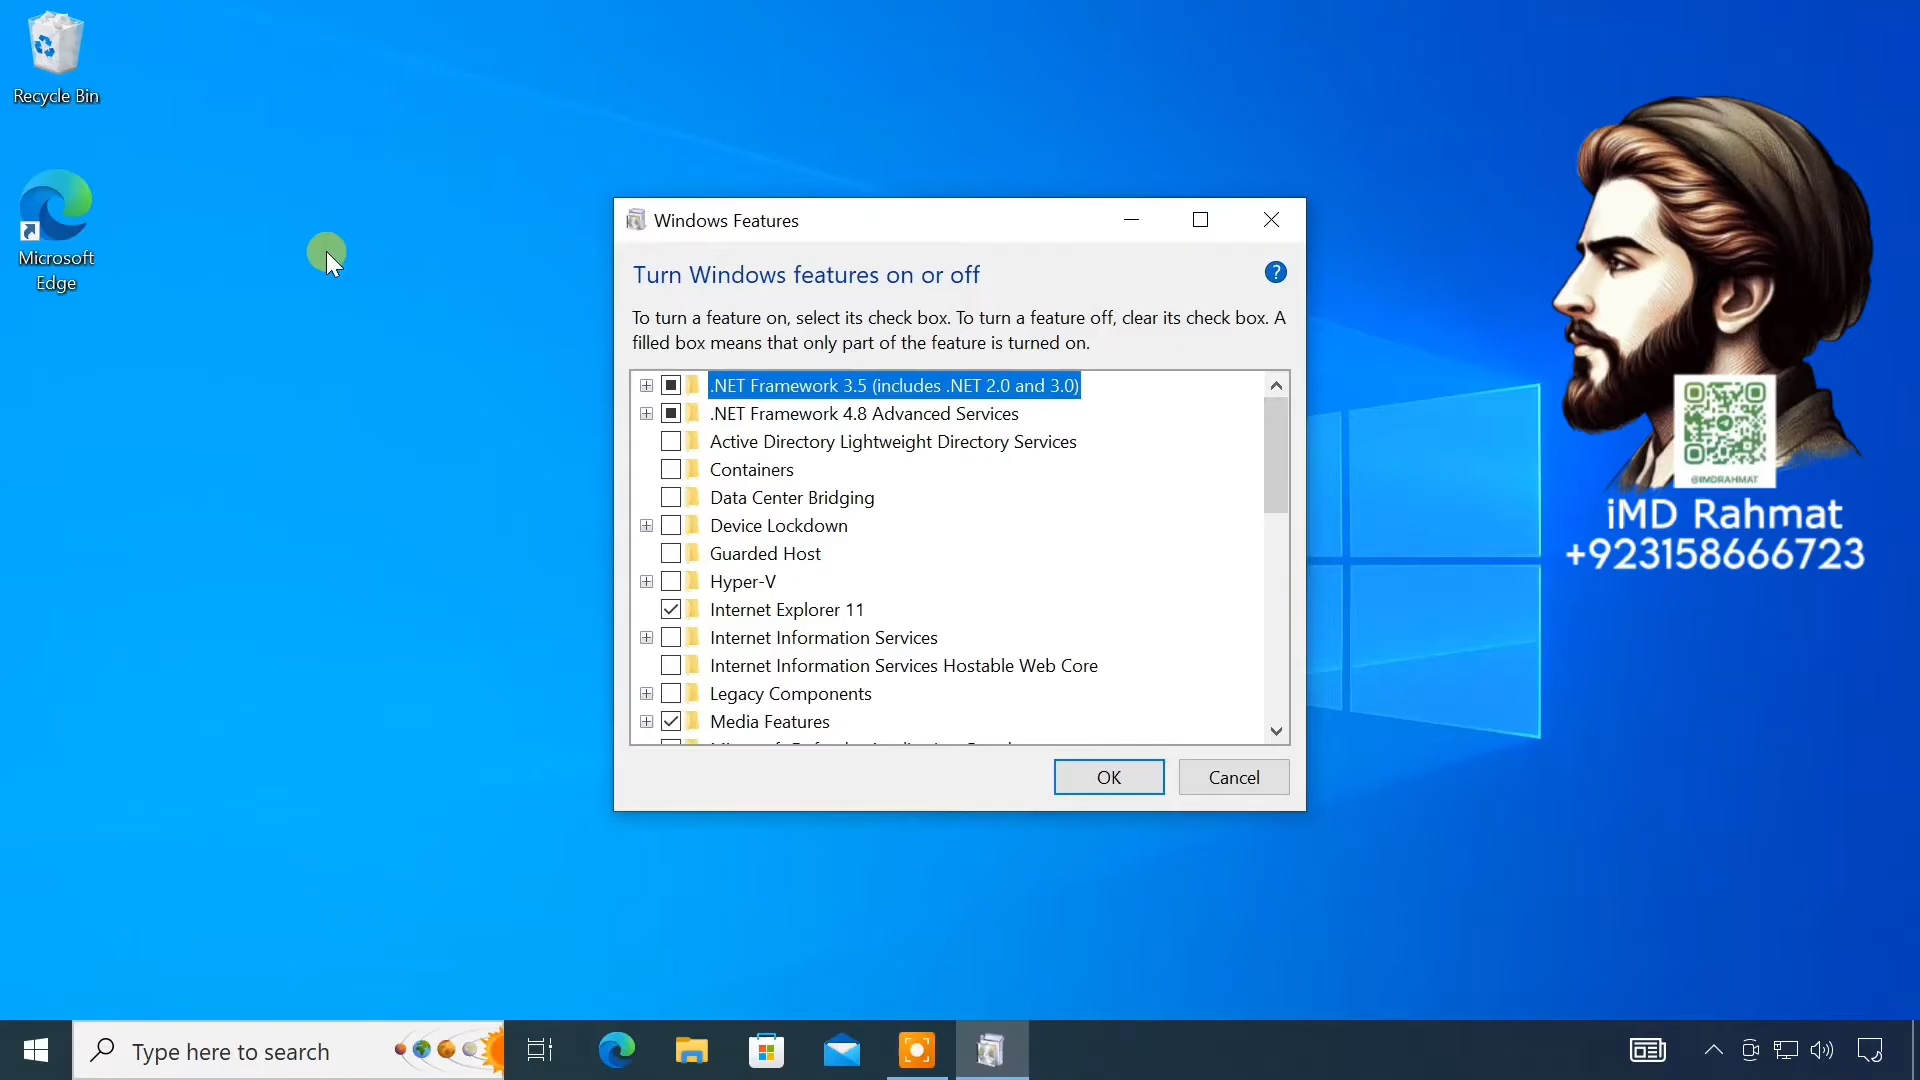 Recycle Bin
Microsoft
Edge
Windows Features
Turn Windows features on or off
?
To turn a feature on, select its check box. To turn a feature off, clear its check box. A
filled box means that only part of the feature is turned on.
.NET Framework 3.5 (includes .NET 2.0 and 3.0)
.NET Framework 4.8 Advanced Services
Active Directory Lightweight Directory Services
Containers
Data Center Bridging
Device Lockdown
Guarded Host
Hyper-V
Internet Explorer 11
Internet Information Services
Internet Information Services Hostable Web Core
Legacy Components
Media Features
OK
Cancel
@IMDRAHMAT
iMD Rahmat
+923158666723
Type here to search